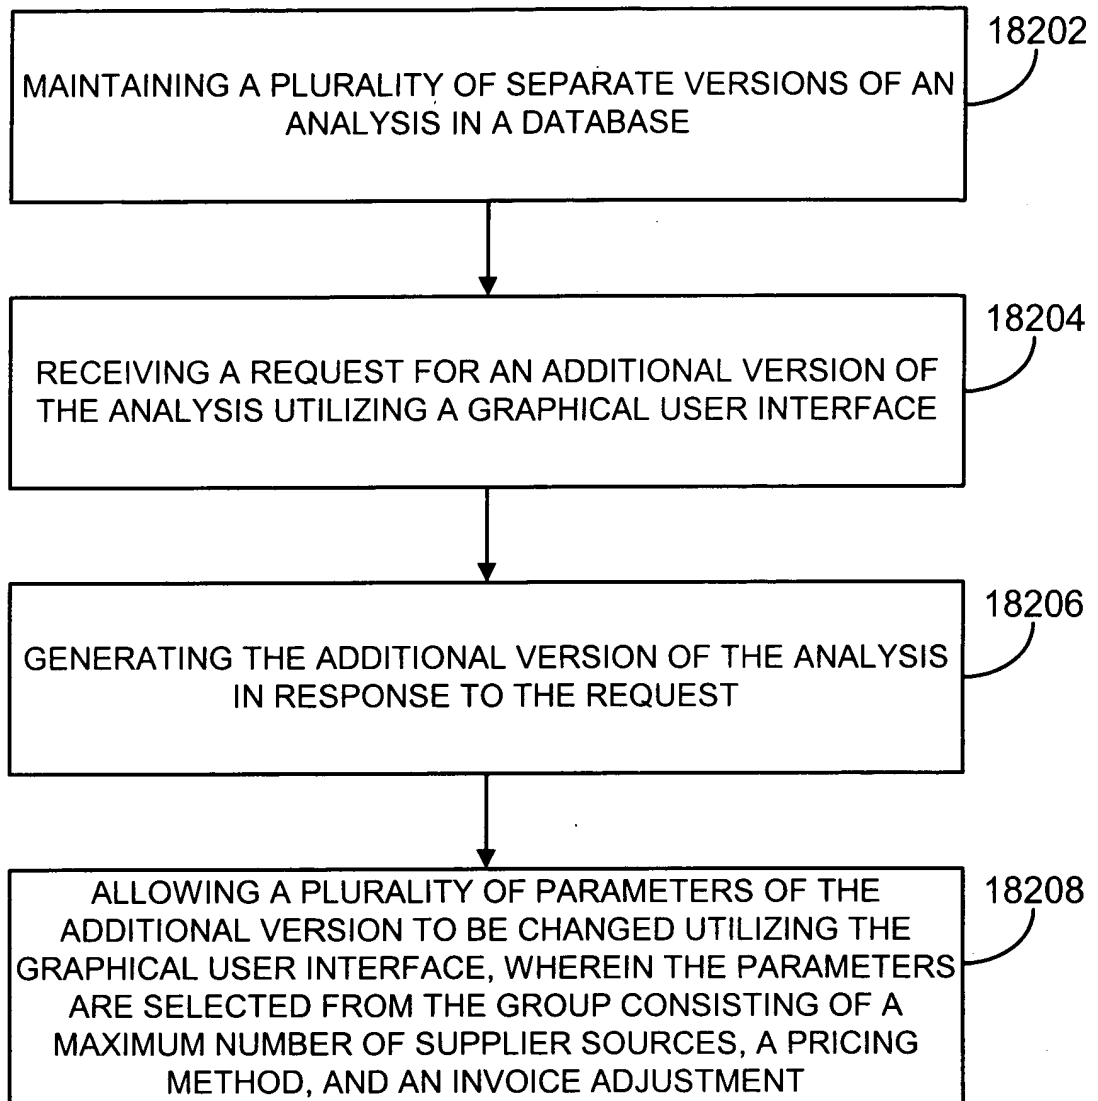 18202
MAINTAINING A PLURALITY OF SEPARATE VERSIONS OF AN
ANALYSIS IN A DATABASE
18204
RECEIVING A REQUEST FOR AN ADDITIONAL VERSION OF
THE ANALYSIS UTILIZING A GRAPHICAL USER INTERFACE
18206
GENERATING THE ADDITIONAL VERSION OF THE ANALYSIS
IN RESPONSE TO THE REQUEST
18208
ALLOWING A PLURALITY OF PARAMETERS OF THE
ADDITIONAL VERSION TO BE CHANGED UTILIZING THE
GRAPHICAL USER INTERFACE, WHEREIN THE PARAMETERS
ARE SELECTED FROM THE GROUP CONSISTING OF A
MAXIMUM NUMBER OF SUPPLIER SOURCES, A PRICING
METHOD, AND AN INVOICE ADJUSTMENT